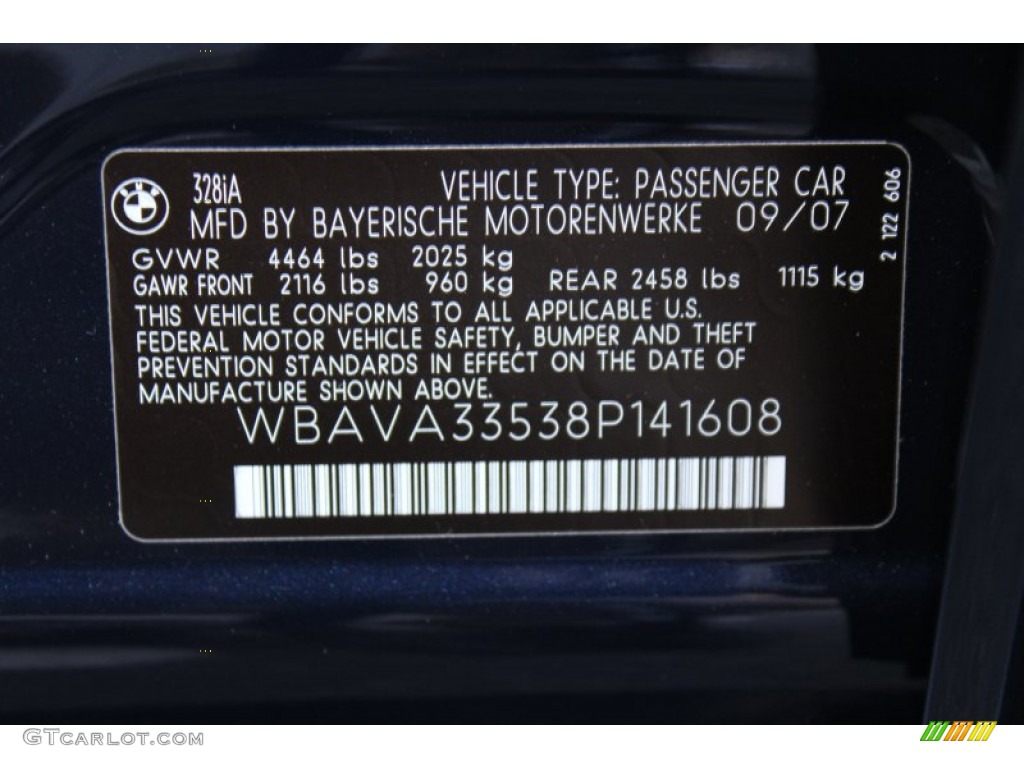 328iA
VEHICLE TYPE: PASSENGER CAR
MFD BY BAYERISCHE MOTORENWERKE 09/07
2 122 606
GVWR 4464 lbs 2025 kg
GAWR FRONT 2116 lbs 960 kg REAR 2458 lbs 1115 kg
THIS VEHICLE CONFORMS TO ALL APPLICABLE U.S.
FEDERAL MOTOR VEHICLE SAFETY, BUMPER AND THEFT
PREVENTION STANDARDS IN EFFECT ON THE DATE OF
MANUFACTURE SHOWN ABOVE.
WBAVA33538P141608
GTCARLOT.COM